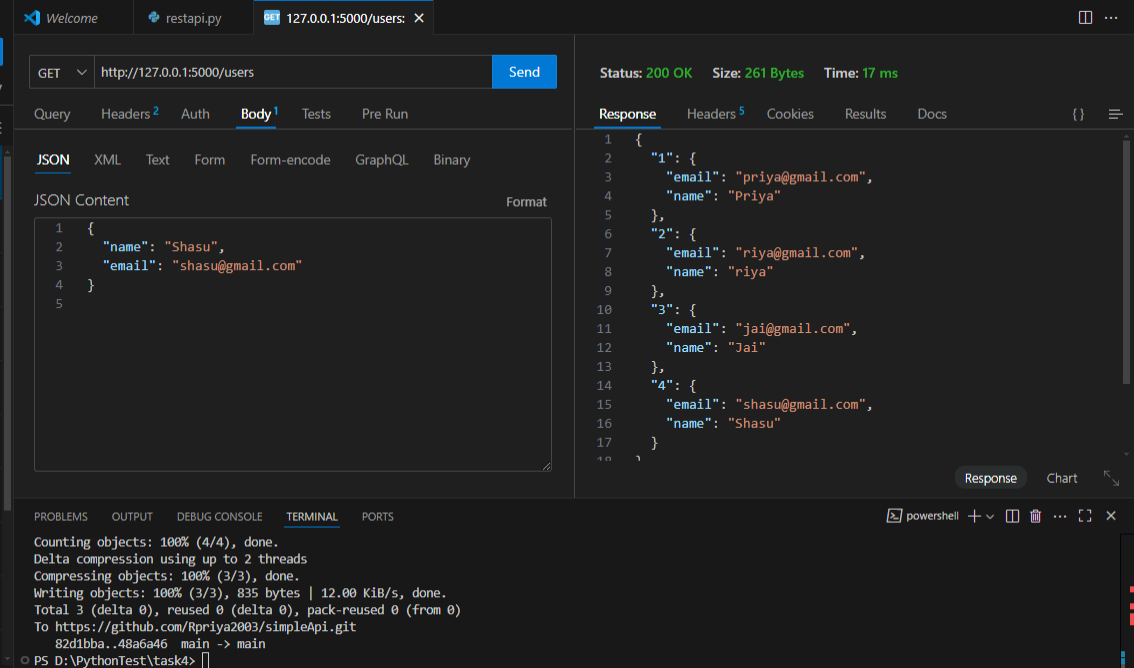 Welcome
restapi.py
GET 127.0.0.1:5000/users:
GET http://127.0.0.1:5000/users Send
Query Headers 2 Auth Body 1 Tests Pre Run
JSON XML Text Form Form-encode GraphQL Binary
JSON Content Format
1 {
2 "name": "Shasu",
3 "email": "shasu@gmail.com"
4 }
5
Status: 200 OK Size: 261 Bytes Time: 17 ms
Response Headers 5 Cookies Results Docs {}
1 {
2 "1": {
3 "email": "priya@gmail.com",
4 "name": "Priya"
5 },
6 "2": {
7 "email": "riya@gmail.com",
8 "name": "riya"
9 },
10 "3": {
11 "email": "jai@gmail.com",
12 "name": "Jai"
13 },
14 "4": {
15 "email": "shasu@gmail.com",
16 "name": "Shasu"
17 }
18 }
Response Chart
PROBLEMS OUTPUT DEBUG CONSOLE TERMINAL PORTS powershell
Counting objects: 100% (4/4), done.
Delta compression using up to 2 threads
Compressing objects: 100% (3/3), done.
Writing objects: 100% (3/3), 835 bytes | 12.00 KiB/s, done.
Total 3 (delta 0), reused 0 (delta 0), pack-reused 0 (from 0)
To https://github.com/Rpriya2003/simpleApi.git
82d1bba..48a6a46 main -> main
PS D:\PythonTest\task4>